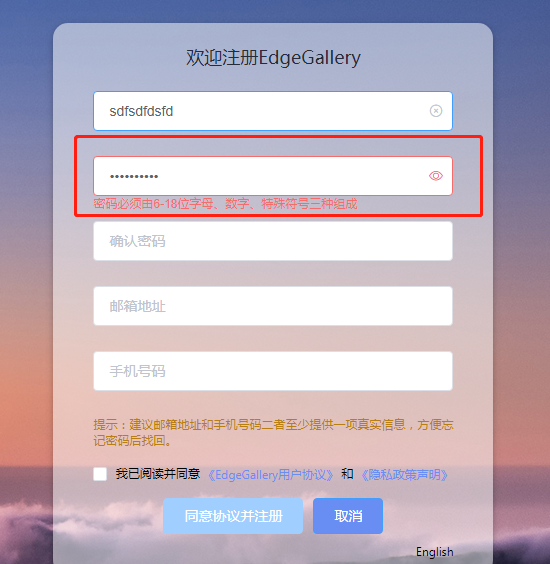 欢迎注册EdgeGallery
sdfsdfdsfd
••••••••••
密码必须由6-18位字母、数字、特殊符号三种组成
确认密码
邮箱地址
手机号码
提示：建议邮箱地址和手机号码二者至少提供一项真实信息，方便忘
记密码后找回。
我已阅读并同意 《EdgeGallery用户协议》 和 《隐私政策声明》
同意协议并注册 取消
English